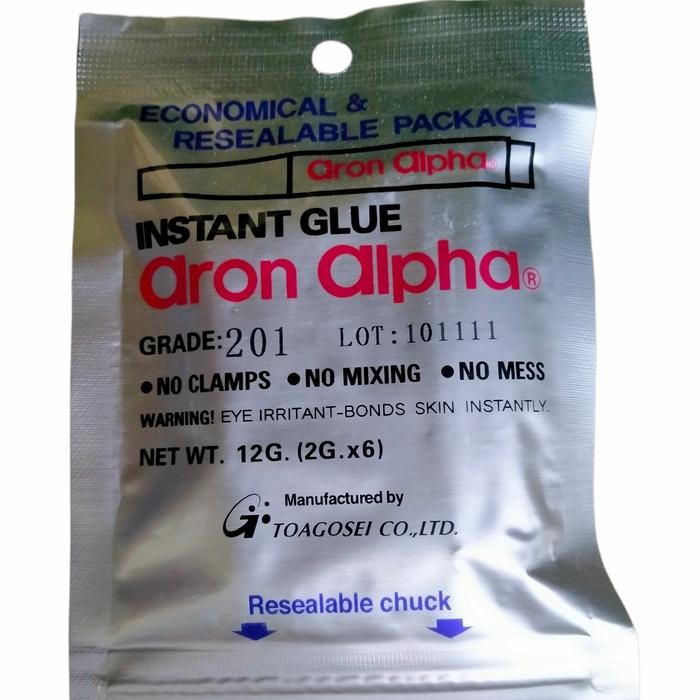 ECONOMICAL &
RESEALABLE PACKAGE
aron alpha®
INSTANT GLUE
aron alpha®
GRADE:201 LOT:101111
●NO CLAMPS ●NO MIXING ●NO MESS
WARNING! EYE IRRITANT-BONDS SKIN INSTANTLY.
NET WT. 12G. (2G.x6)
Manufactured by
TOAGOSEI CO.,LTD.
Resealable chuck